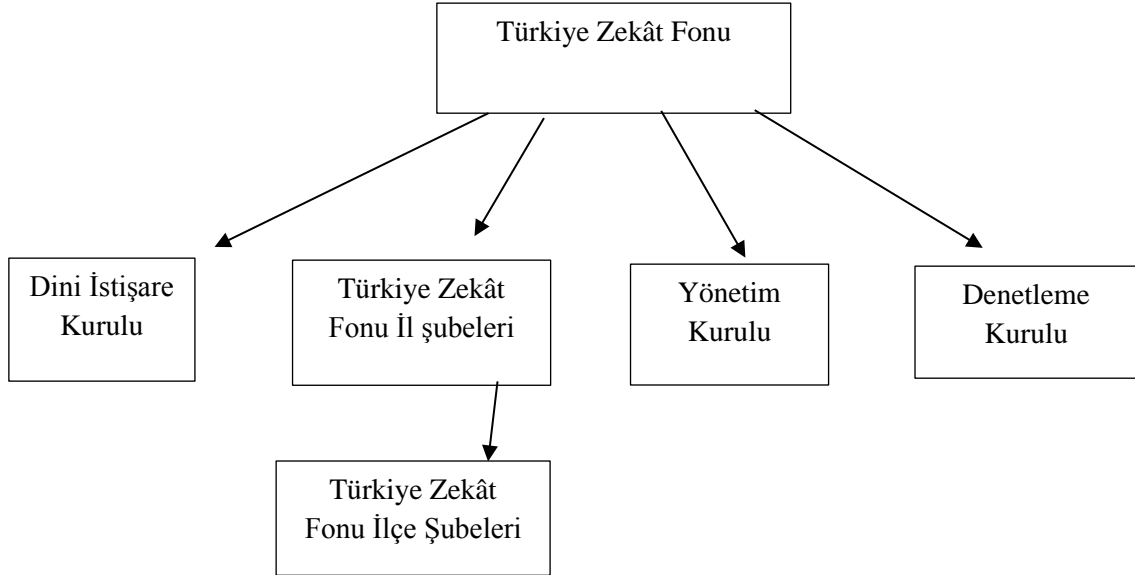 Türkiye Zekât Fonu
Dini İstişare
Kurulu
Türkiye Zekât
Fonu İl şubeleri
Yönetim
Kurulu
Denetleme
Kurulu
Türkiye Zekât
Fonu İlçe Şubeleri